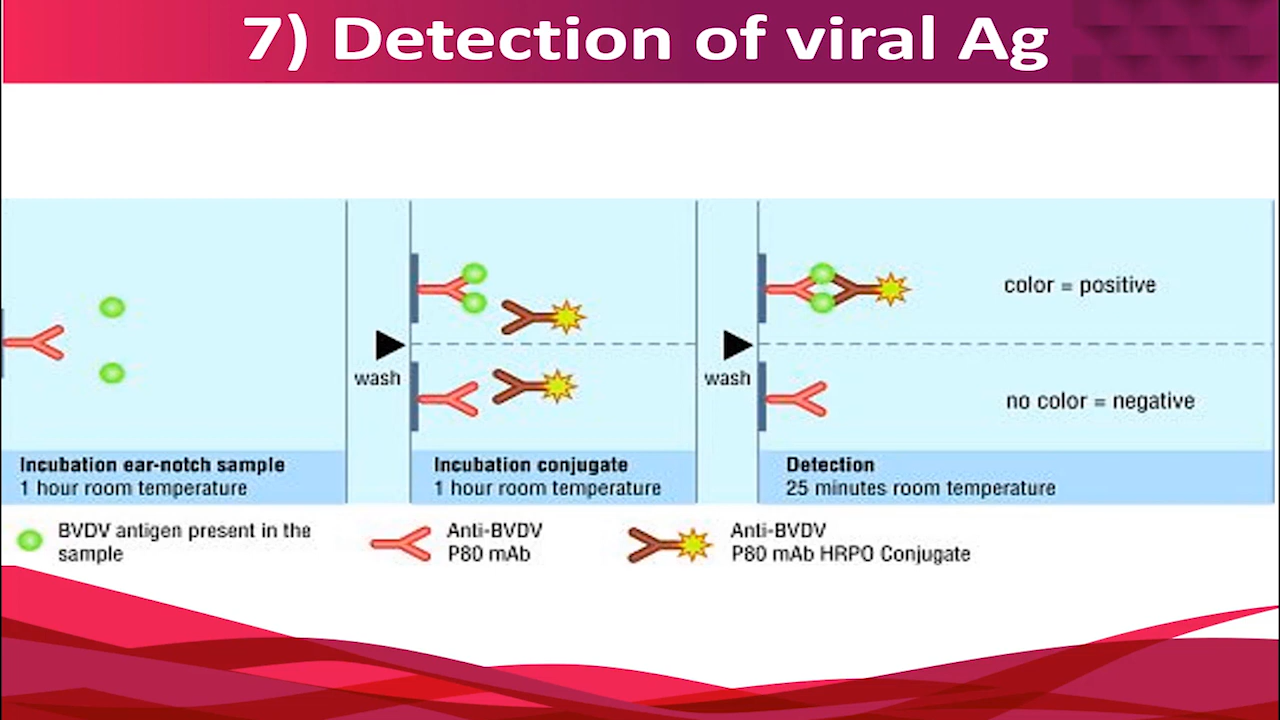 7) Detection of viral Ag
color = positive
wash
wash
no color = negative
Incubation ear-notch sample
1 hour room temperature
Incubation conjugate
1 hour room temperature
Detection
25 minutes room temperature
BVDV antigen present in the
sample
Anti-BVDV
P80 mAb
Anti-BVDV
P80 mAb HRPO Conjugate